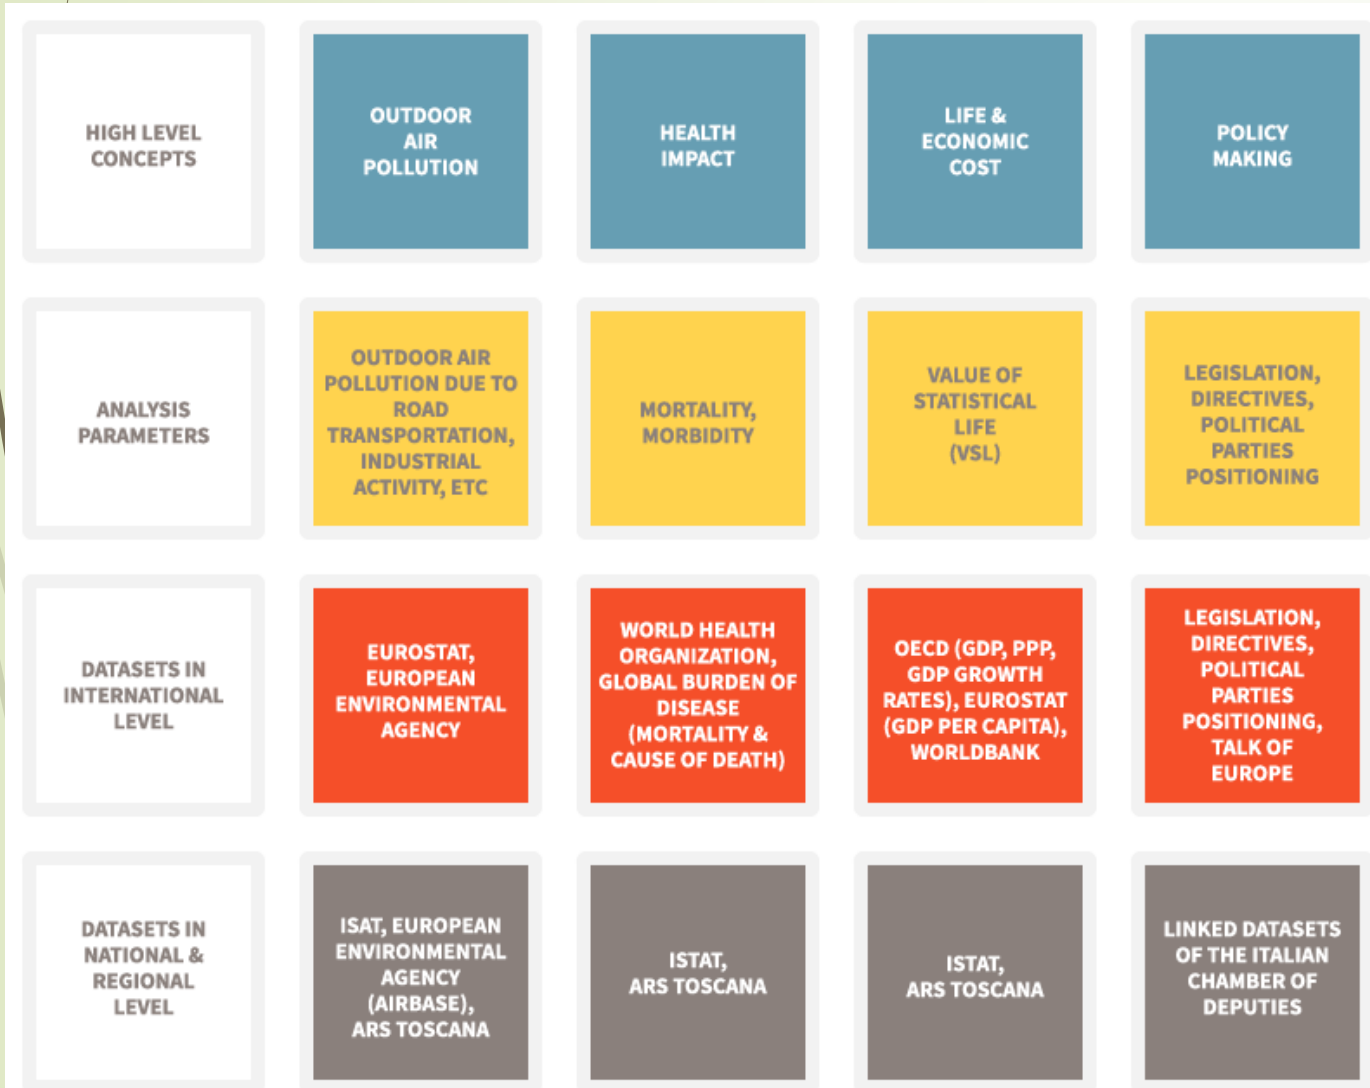 HIGH LEVEL
CONCEPTS
OUTDOOR
AIR
POLLUTION
HEALTH
IMPACT
LIFE &
ECONOMIC
COST
POLICY
MAKING
ANALYSIS
PARAMETERS
OUTDOOR AIR
POLLUTION DUE TO
ROAD
TRANSPORTATION,
INDUSTRIAL
ACTIVITY, ETC
MORTALITY,
MORBIDITY
VALUE OF
STATISTICAL
LIFE
(VSL)
LEGISLATION,
DIRECTIVES,
POLITICAL
PARTIES
POSITIONING
DATASETS IN
INTERNATIONAL
LEVEL
EUROSTAT,
EUROPEAN
ENVIRONMENTAL
AGENCY
WORLD HEALTH
ORGANIZATION,
GLOBAL BURDEN OF
DISEASE
(MORTALITY &
CAUSE OF DEATH)
OECD (GDP, PPP,
GDP GROWTH
RATES), EUROSTAT
(GDP PER CAPITA),
WORLDBANK
LEGISLATION,
DIRECTIVES,
POLITICAL
PARTIES
POSITIONING,
TALK OF
EUROPE
DATASETS IN
NATIONAL &
REGIONAL
LEVEL
ISAT, EUROPEAN
ENVIRONMENTAL
AGENCY
(AIRBASE),
ARS TOSCANA
ISTAT,
ARS TOSCANA
ISTAT,
ARS TOSCANA
LINKED DATASETS
OF THE ITALIAN
CHAMBER OF
DEPUTIES